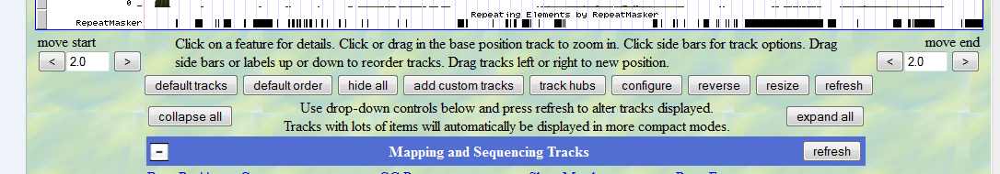 0 _
Repeating Elements by RepeatMasker
RepeatMasker
move start
Click on a feature for details. Click or drag in the base position track to zoom in. Click side bars for track options. Drag
side bars or labels up or down to reorder tracks. Drag tracks left or right to new position.
move end
< 2.0 >
< 2.0 >
default tracks default order hide all add custom tracks track hubs configure reverse resize refresh
collapse all
Use drop-down controls below and press refresh to alter tracks displayed.
Tracks with lots of items will automatically be displayed in more compact modes.
expand all
- Mapping and Sequencing Tracks refresh